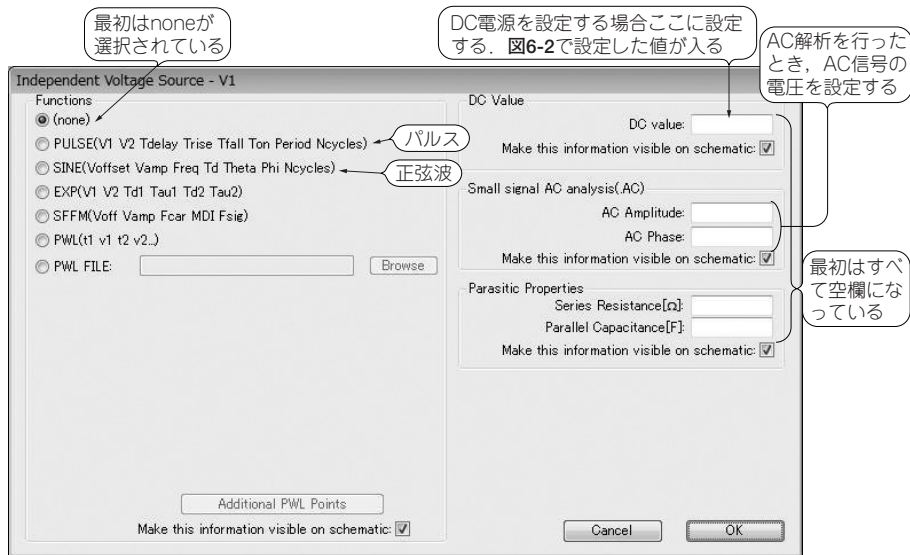 最初はnoneが
選択されている
DC電源を設定する場合ここに設定
する．図6-2で設定した値が入る
AC解析を行った
とき，AC信号の
電圧を設定する
Independent Voltage Source - V1
Functions
(none)
PULSE(V1 V2 Tdelay Trise Tfall Ton Period Ncycles)
パルス
SINE(Voffset Vamp Freq Td Theta Phi Ncycles)
正弦波
EXP(V1 V2 Td1 Tau1 Td2 Tau2)
SFFM(Voff Vamp Fcar MDI Fsig)
PWL(t1 v1 t2 v2...)
PWL FILE:
Browse
Additional PWL Points
Make this information visible on schematic:
DC Value
DC value:
Make this information visible on schematic:
Small signal AC analysis(.AC)
AC Amplitude:
AC Phase:
Make this information visible on schematic:
Parasitic Properties
Series Resistance[Ω]:
Parallel Capacitance[F]:
Make this information visible on schematic:
最初はすべ
て空欄にな
っている
Cancel
OK